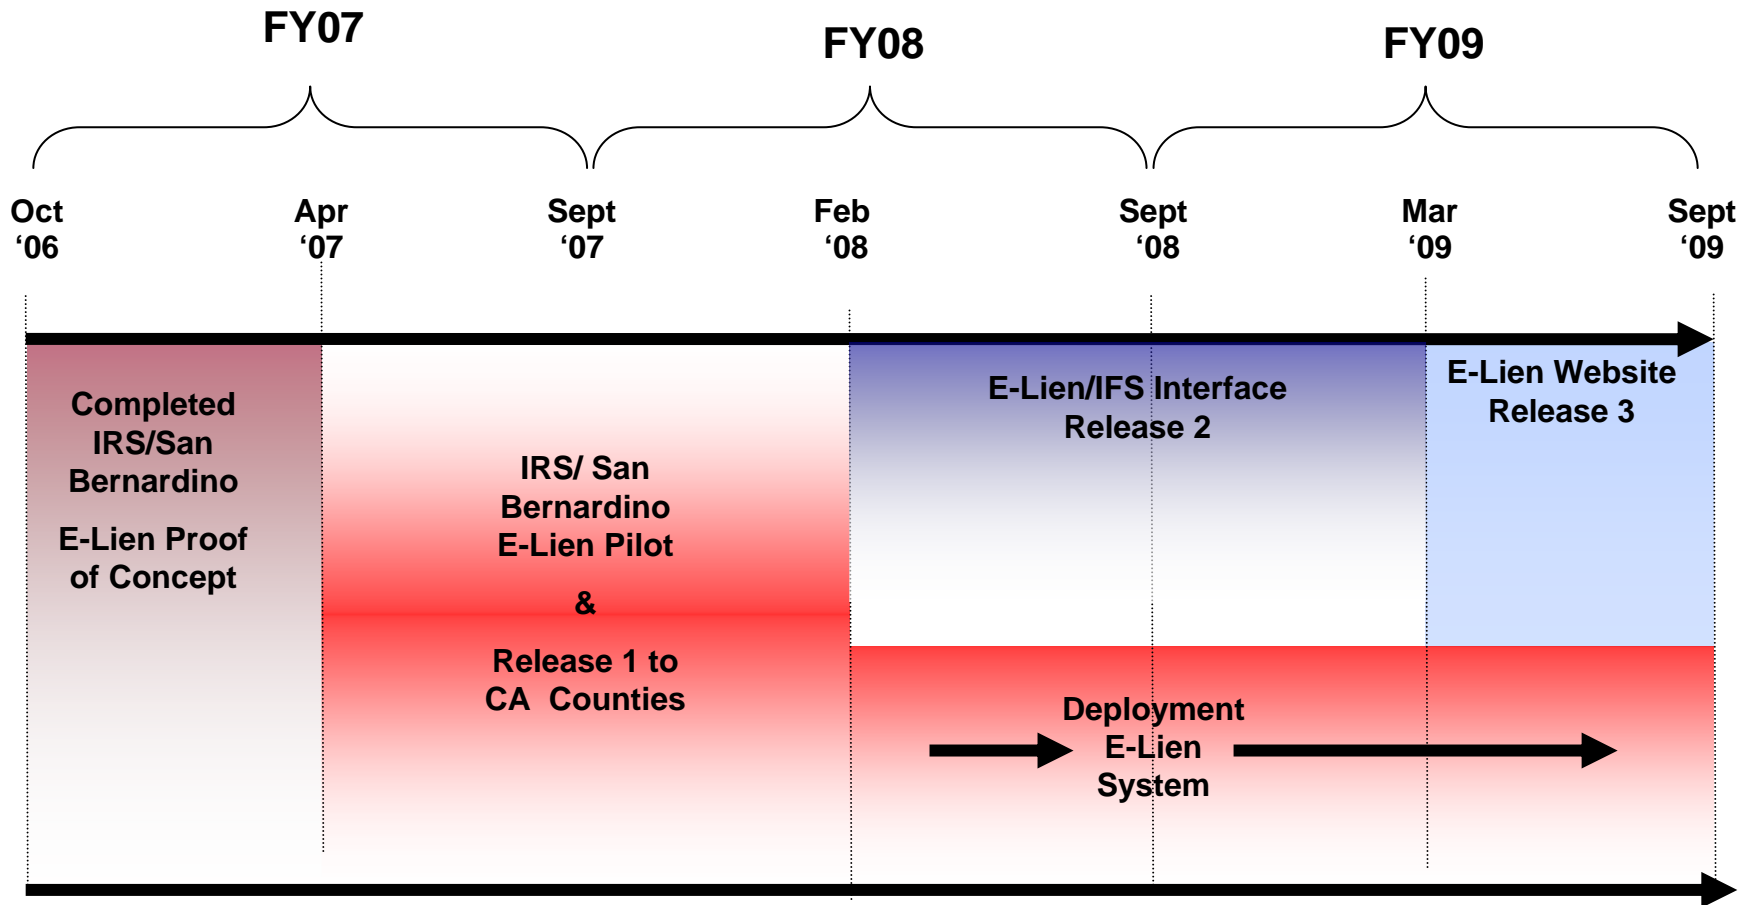 FY07
FY08
FY09
Oct
‘06
Apr
‘07
Sept
‘07
Feb
‘08
Sept
‘08
Mar
‘09
Sept
‘09
Completed
IRS/San
Bernardino
E-Lien Proof
of Concept
IRS/ San
Bernardino
E-Lien Pilot
&
Release 1 to
CA Counties
E-Lien/IFS Interface
Release 2
E-Lien Website
Release 3
Deployment
E-Lien
System